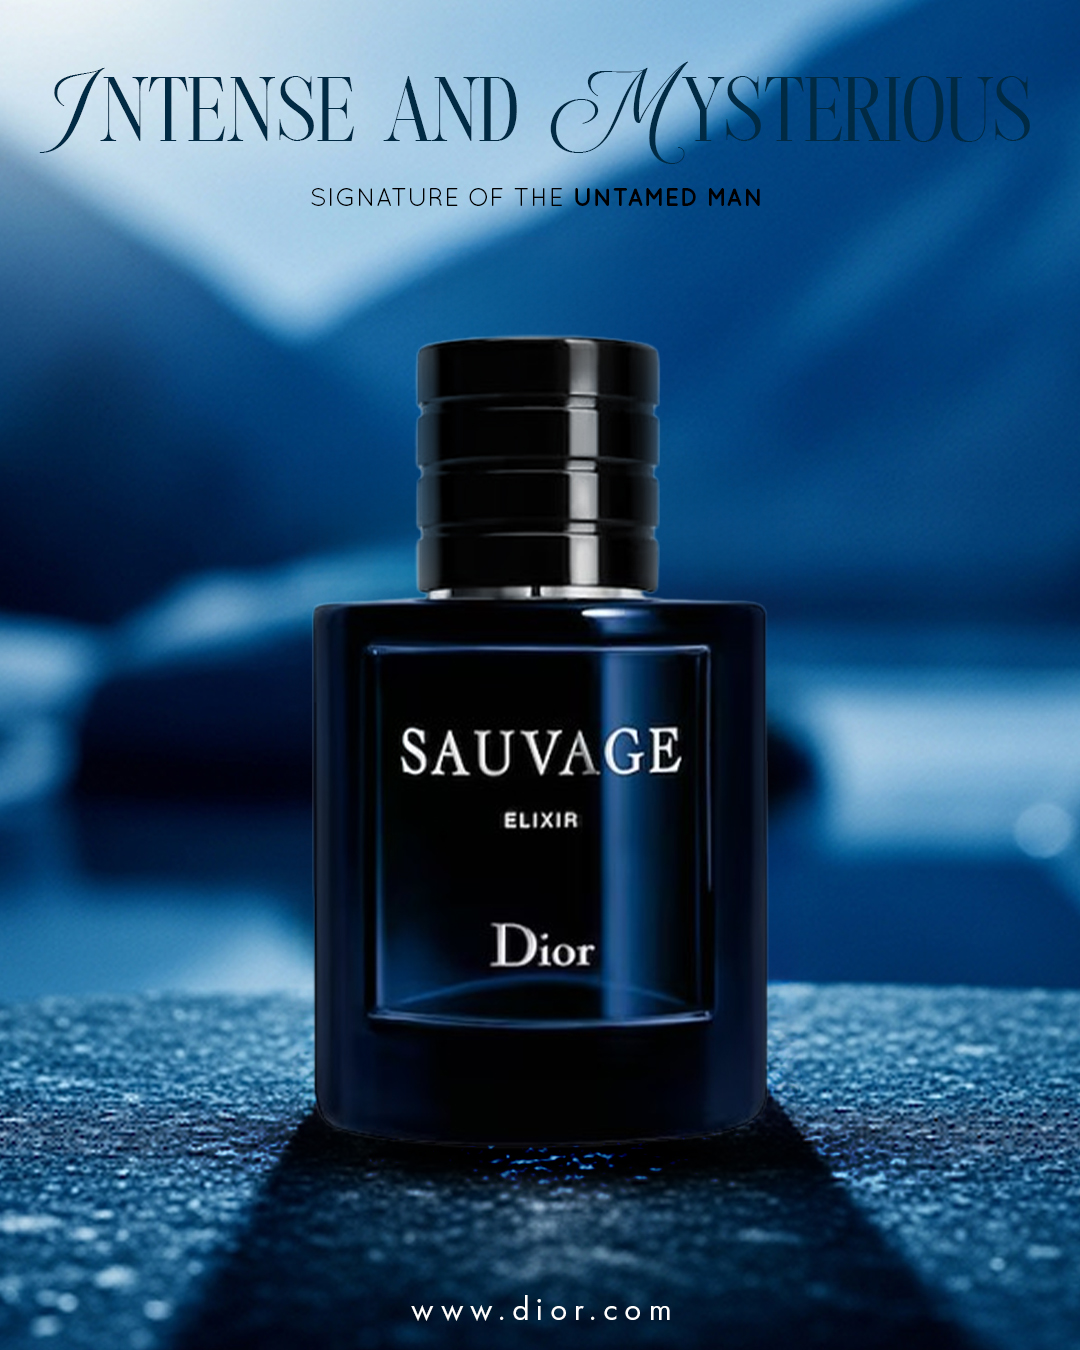 INTENSE AND MYSTERIOUS
SIGNATURE OF THE UNTAMED MAN
SAUVAGE
ELIXIR
Dior
www.dior.com